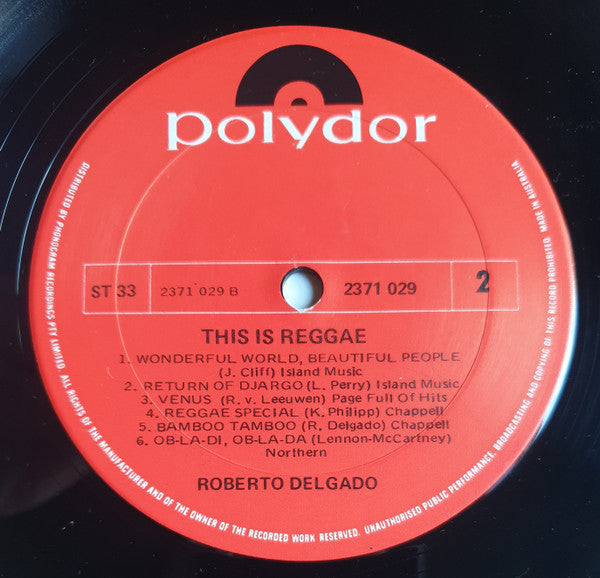 polydor
ST 33
2371 029 B
2371 029
2
THIS IS REGGAE
1. WONDERFUL WORLD, BEAUTIFUL PEOPLE
(J. Cliff) Island Music
2. RETURN OF DJARGO (L. Perry) Island Music
3. VENUS (R. v. Leeuwen) Page Full Of Hits
4. REGGAE SPECIAL (K. Philipp) Chappell
5. BAMBOO TAMBOO (R. Delgado) Chappell
6. OB-LA-DI, OB-LA-DA (Lennon-McCartney)
Northern
ROBERTO DELGADO
DISTRIBUTED BY PHONOGRAM RECORDINGS PTY LIMITED. ALL RIGHTS OF THE MANUFACTURER AND OF THE OWNER OF THE RECORDED WORK RESERVED. UNAUTHORISED PUBLIC PERFORMANCE, BROADCASTING AND COPYING OF THIS RECORD PROHIBITED. MADE IN AUSTRALIA